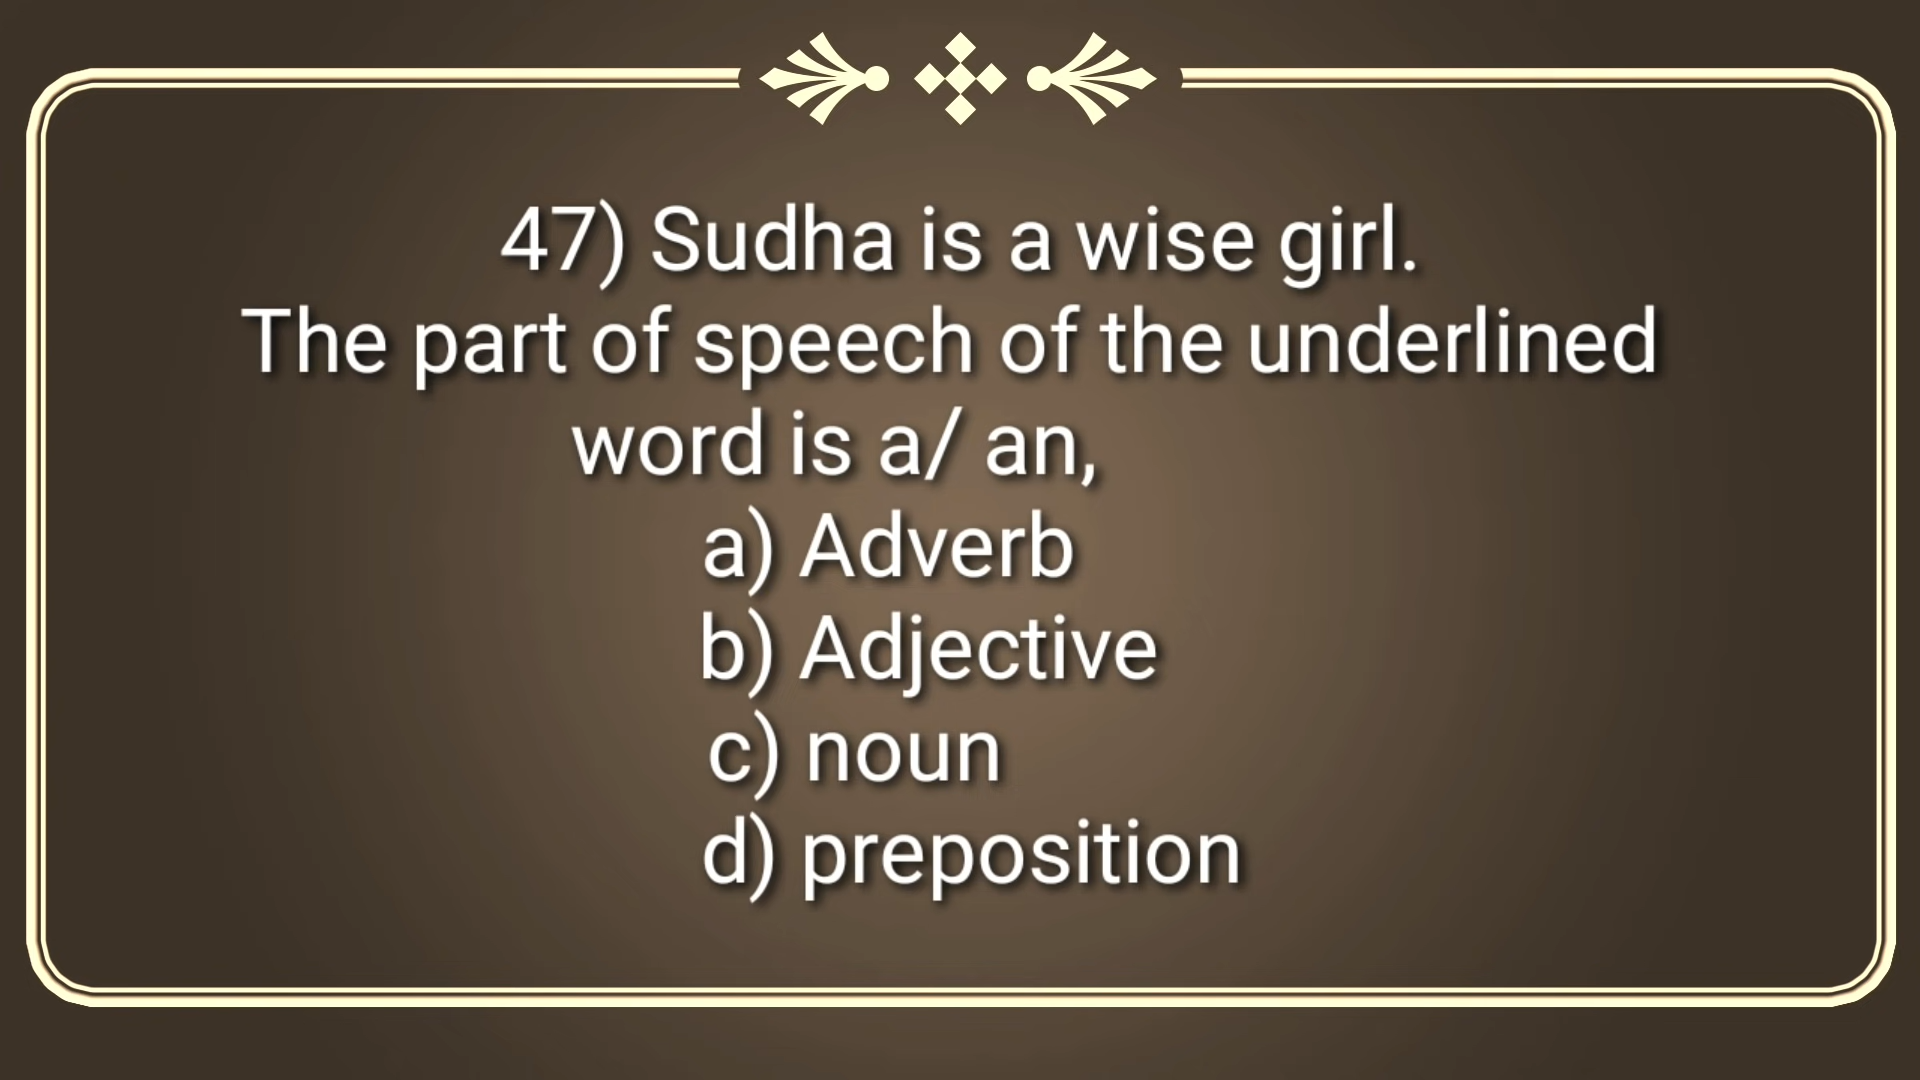 47) Sudha is a wise girl.
The part of speech of the underlined
word is a/ an,
a) Adverb
b) Adjective
c) noun
d) preposition